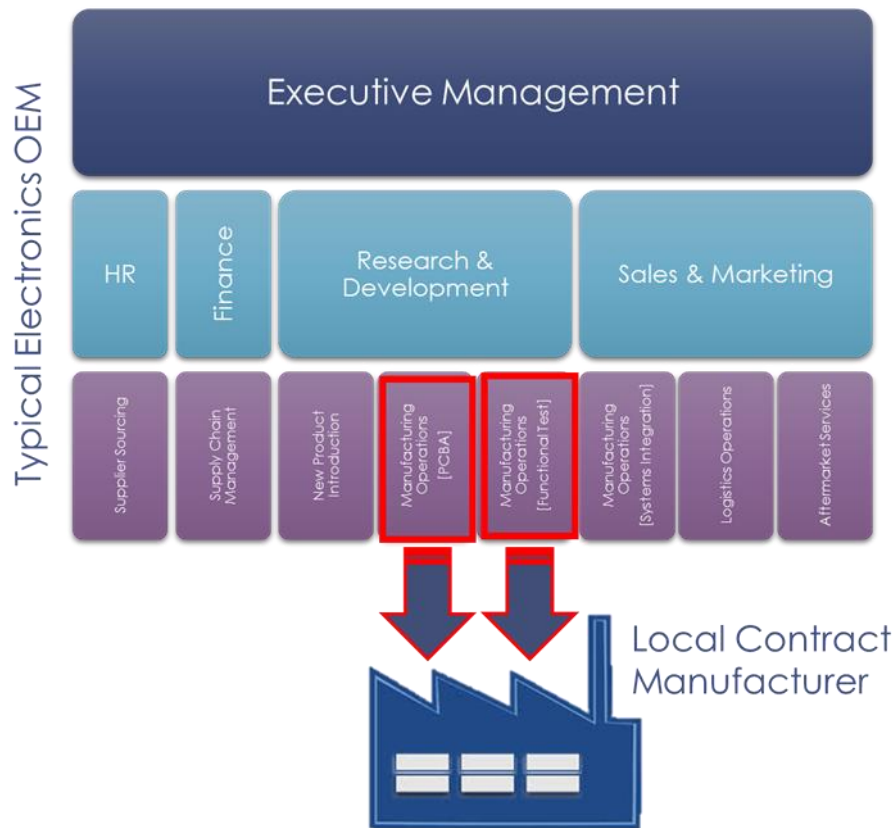 Typical Electronics OEM
Executive Management
HR
Finance
Research &
Development
Sales & Marketing
Supplier Sourcing
Supply Chain
Management
New Product
Introduction
Manufacturing
Operations
[PCBA]
Manufacturing
Operations
[Functional Test]
Manufacturing
Operations
[Systems Integration]
Logistics Operations
Aftermarket Services
Local Contract
Manufacturer